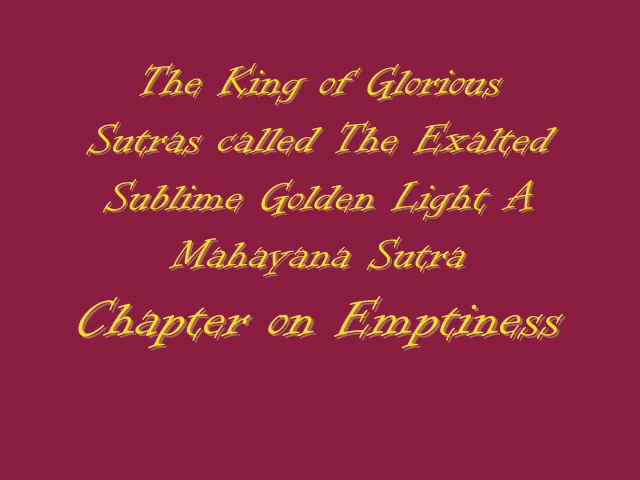 The King of Glorious
Sutras called The Exalted
Sublime Golden Light A
Mahayana Sutra
Chapter on Emptiness